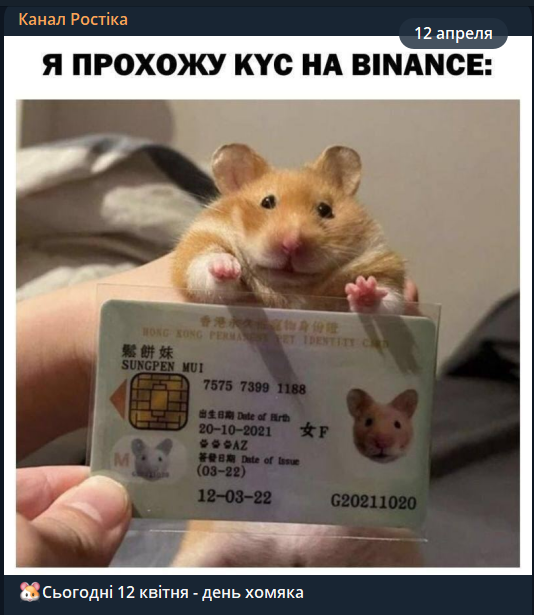 Канал Ростіка
12 апреля
Я ПРОХОЖУ KYC НА BINANCE:
HONG KONG PERMANENT PET IDENTITY CARD
鬆餅妹
SUNGPEN MUI
7575 7399 1188
出生日期 Date of Birth
20-10-2021 女 F
AZ
簽發日期 Date of Issue
(03-22)
12-03-22
G20211020
M
🐹Сьогодні 12 квітня - день хомяка